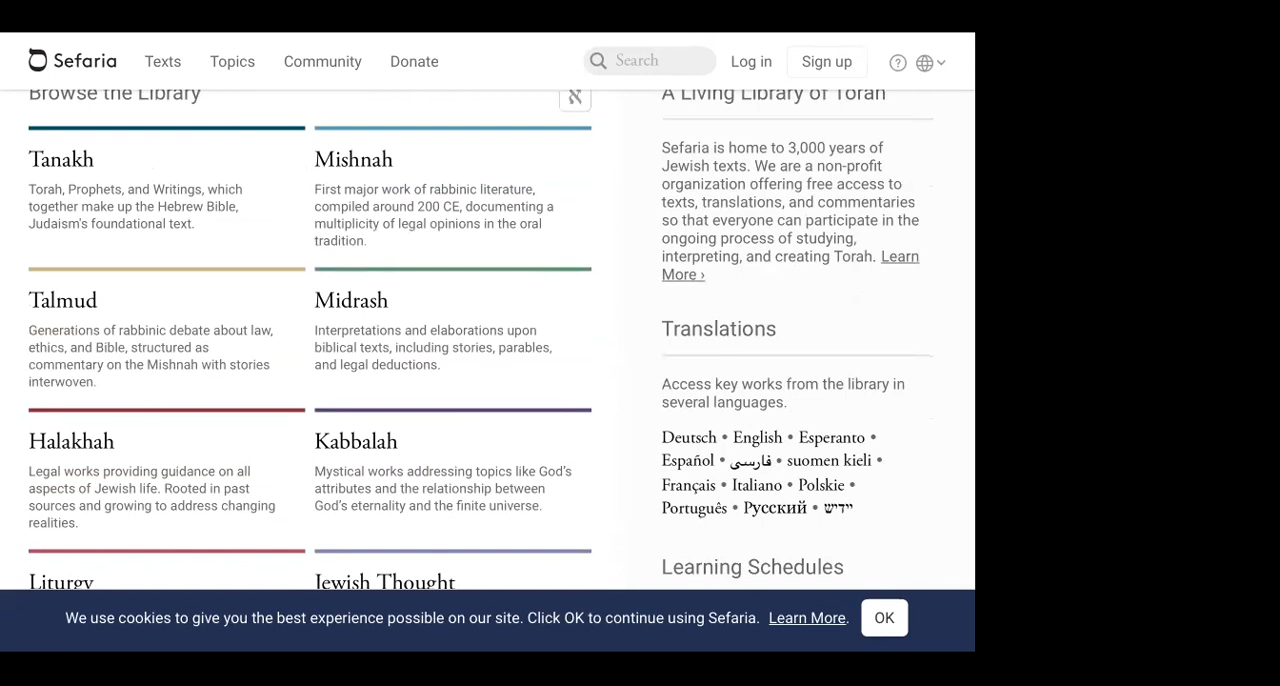 Sefaria Texts Topics Community Donate Search Log in Sign up
Browse the Library
א
Tanakh
Torah, Prophets, and Writings, which
together make up the Hebrew Bible,
Judaism's foundational text.
Mishnah
First major work of rabbinic literature,
compiled around 200 CE, documenting a
multiplicity of legal opinions in the oral
tradition.
Talmud
Generations of rabbinic debate about law,
ethics, and Bible, structured as
commentary on the Mishnah with stories
interwoven.
Midrash
Interpretations and elaborations upon
biblical texts, including stories, parables,
and legal deductions.
Halakhah
Legal works providing guidance on all
aspects of Jewish life. Rooted in past
sources and growing to address changing
realities.
Kabbalah
Mystical works addressing topics like God's
attributes and the relationship between
God's eternality and the finite universe.
Liturgy
Jewish Thought
A Living Library of Torah
Sefaria is home to 3,000 years of
Jewish texts. We are a non-profit
organization offering free access to
texts, translations, and commentaries
so that everyone can participate in the
ongoing process of studying,
interpreting, and creating Torah. Learn
More ›
Translations
Access key works from the library in
several languages.
Deutsch • English • Esperanto •
Español • فارسی • suomen kieli •
Français • Italiano • Polskie •
Português • Русский • ייִדיש
Learning Schedules
We use cookies to give you the best experience possible on our site. Click OK to continue using Sefaria. Learn More. OK